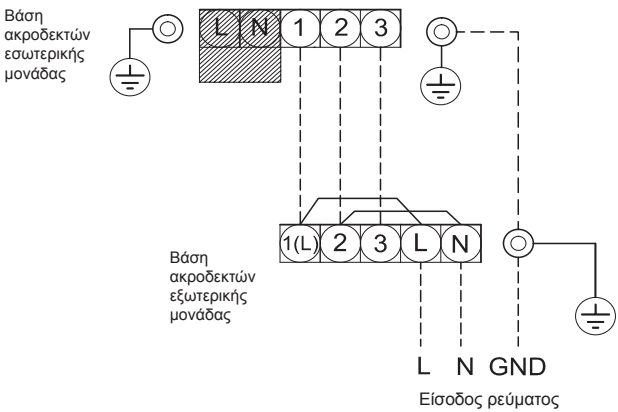 Βάση
ακροδεκτών
εσωτερικής
μονάδας
L N 1 2 3
1(L) 2 3 L N
Βάση
ακροδεκτών
εξωτερικής
μονάδας
L N GND
Είσοδος ρεύματος